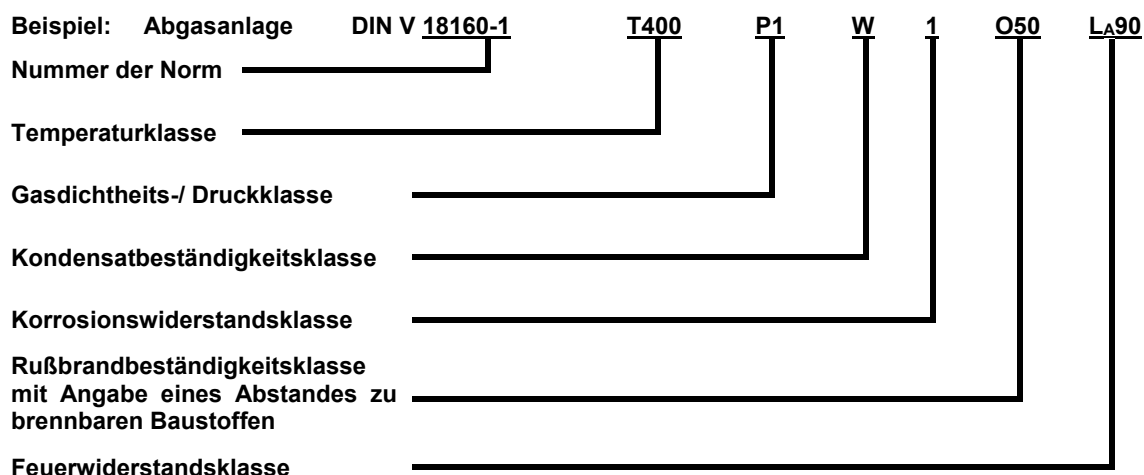 Beispiel: Abgasanlage DIN V 18160-1 T400 P1 W 1 O50 LA90
Nummer der Norm
Temperaturklasse
Gasdichtheits-/ Druckklasse
Kondensatbeständigkeitsklasse
Korrosionswiderstandsklasse
Rußbrandbeständigkeitsklasse
mit Angabe eines Abstandes zu
brennbaren Baustoffen
Feuerwiderstandsklasse